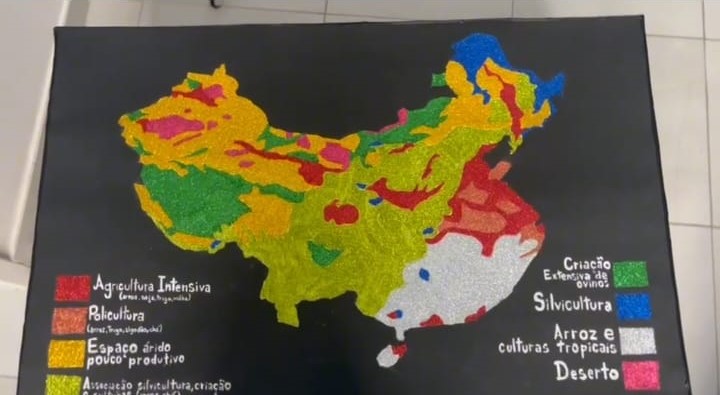 Agricultura Intensiva
(arroz, soja, trigo, milho)
Policultura
(arroz, trigo, algodão, chá)
Espaço árido
pouco produtivo
Associação silvicultura, criação
Criação
Extensiva de
ovinos
Silvicultura
Arroz e
culturas tropicais
Deserto